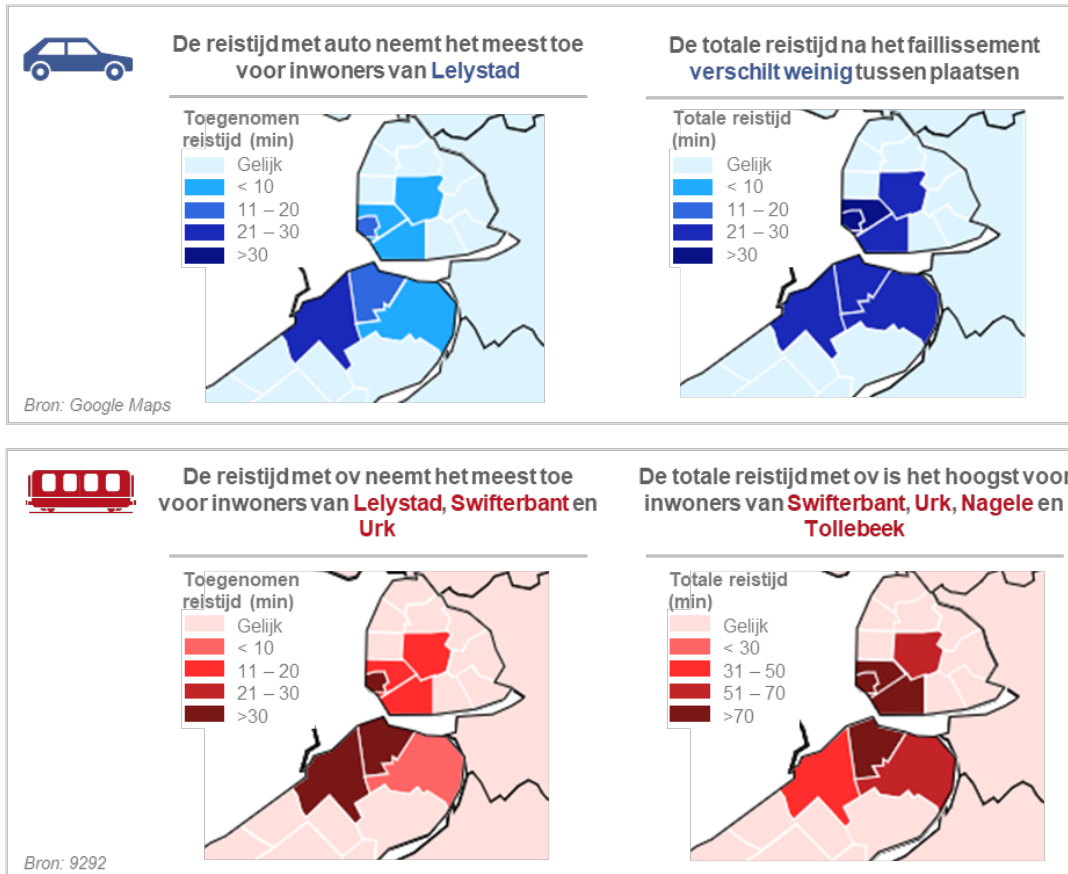 De reistijd met auto neemt het meest toe
voor inwoners van Lelystad
De totale reistijd na het faillissement
verschilt weinig tussen plaatsen
Toegenomen
reistijd (min)
Gelijk
< 10
11 – 20
21 – 30
>30
Totale reistijd
(min)
Gelijk
< 10
11 – 20
21 – 30
>30
Bron: Google Maps
De reistijd met ov neemt het meest toe
voor inwoners van Lelystad, Swifterbant en
Urk
De totale reistijd met ov is het hoogst voor
inwoners van Swifterbant, Urk, Nagele en
Tollebeek
Toegenomen
reistijd (min)
Gelijk
< 10
11 – 20
21 – 30
>30
Totale reistijd
(min)
Gelijk
< 30
31 – 50
51 – 70
>70
Bron: 9292